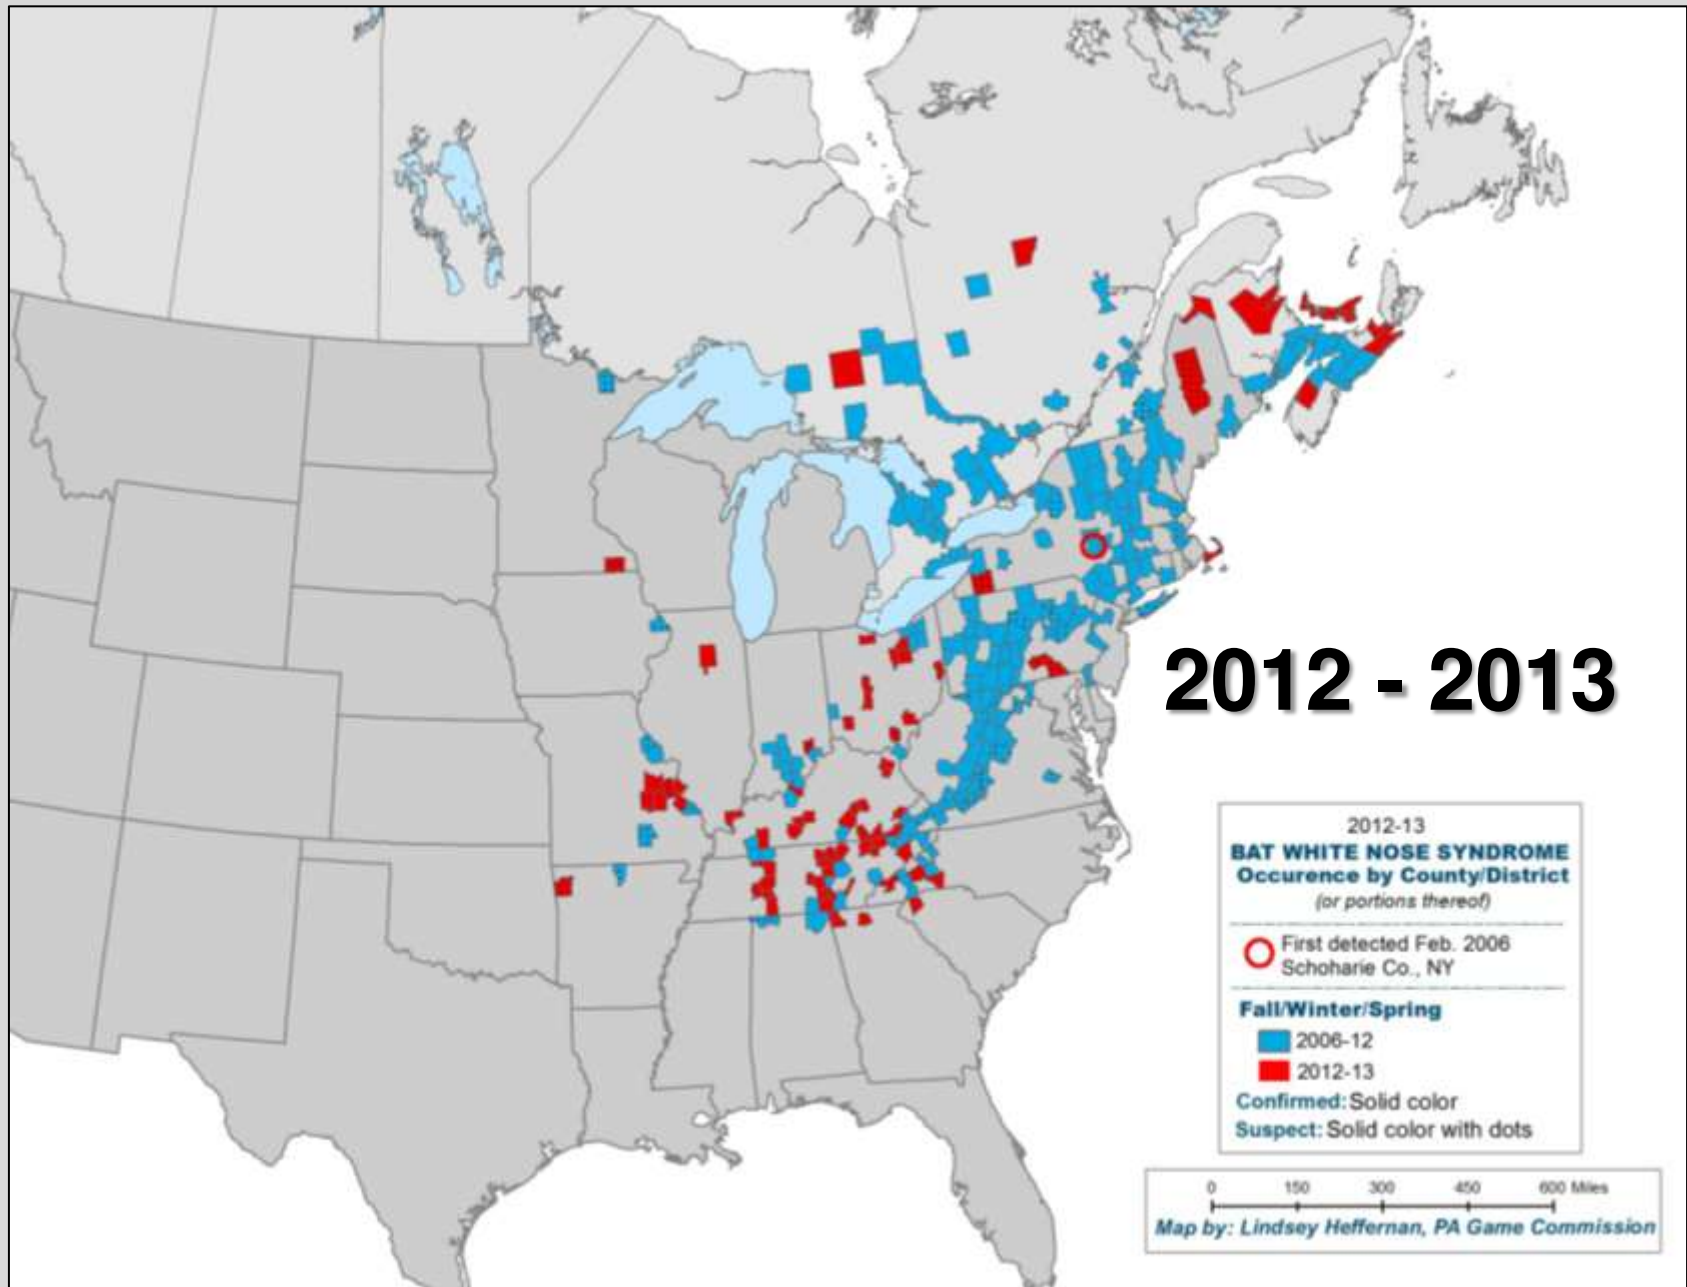 2012 - 2013
2012-13
BAT WHITE NOSE SYNDROME
Occurence by County/District
(or portions thereof)
First detected Feb. 2006
Schoharie Co., NY
Fall/Winter/Spring
2006-12
2012-13
Confirmed: Solid color
Suspect: Solid color with dots
0 150 300 450 600 Miles
Map by: Lindsey Heffernan, PA Game Commission